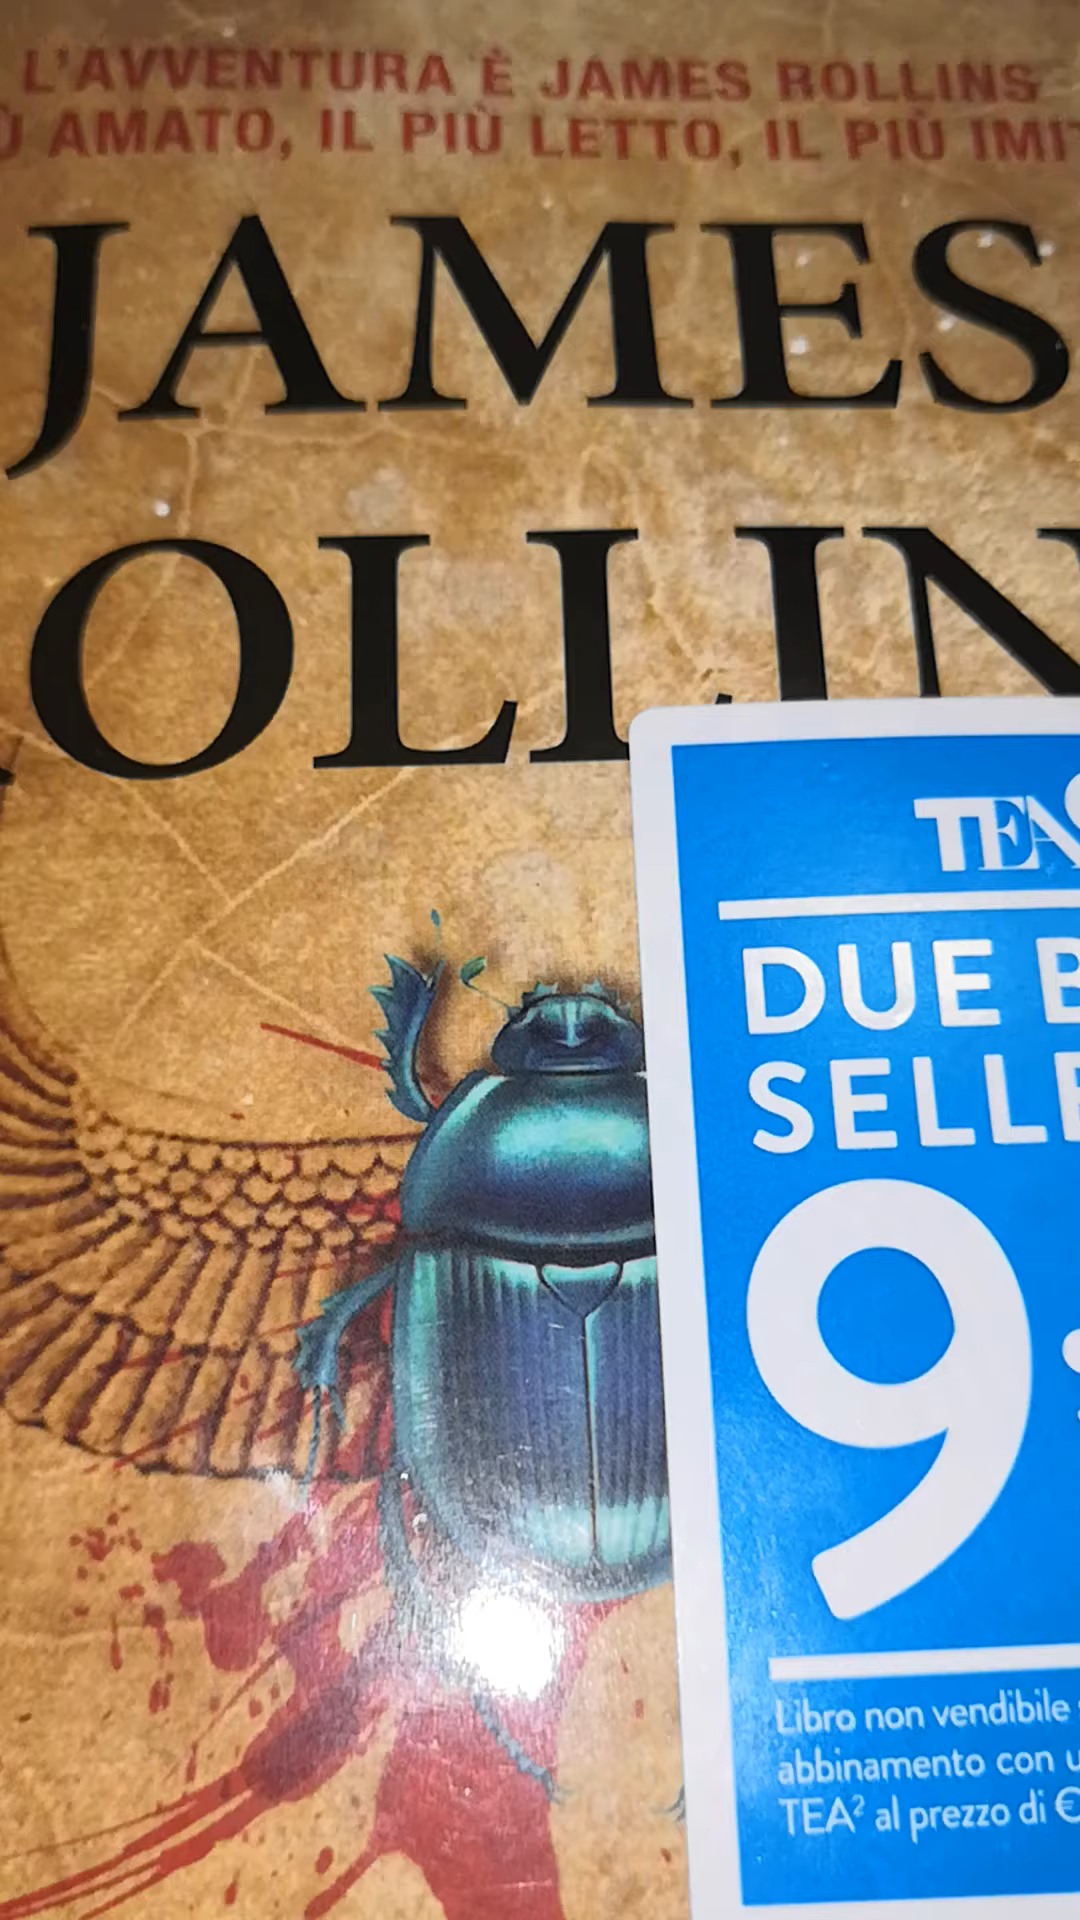 L'AVVENTURA È JAMES ROLLINS
AMATO, IL PIÙ LETTO, IL PIÙ
JAMES
OLLIN
TEA
DUE B
SELLE
9
Libro non vendibile
abbinamento con u
TEA² al prezzo di €